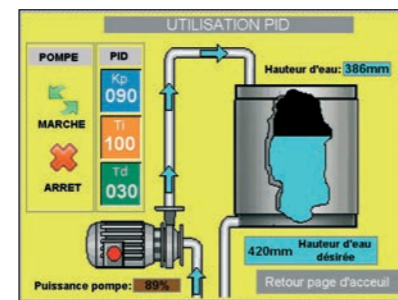 UTILISATION PID
POMPE
PID
Hauteur d'eau: 386mm
Kp
090
MARCHE
Ti
100
ARRET
Td
030
420mm
Hauteur d'eau
désirée
Puissance pompe: 89%
Retour page d'acceuil